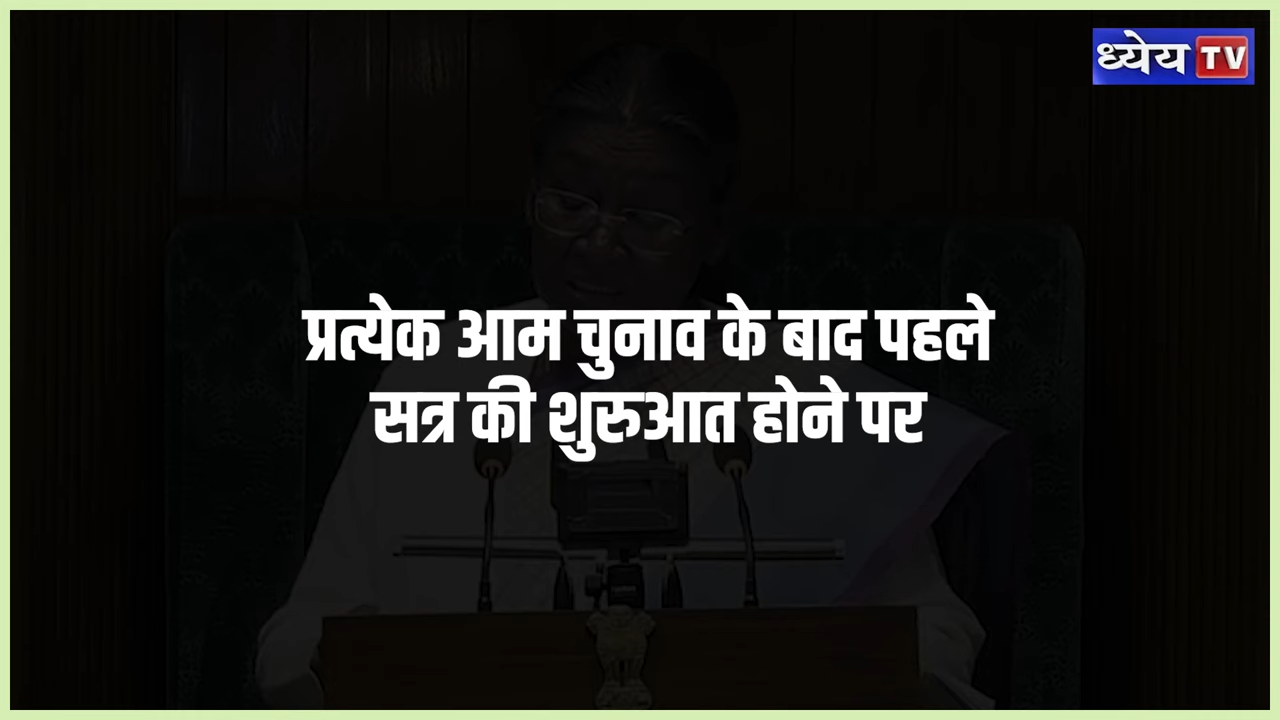 ध्येय TV
प्रत्येक आम चुनाव के बाद पहले
सत्र की शुरुआत होने पर